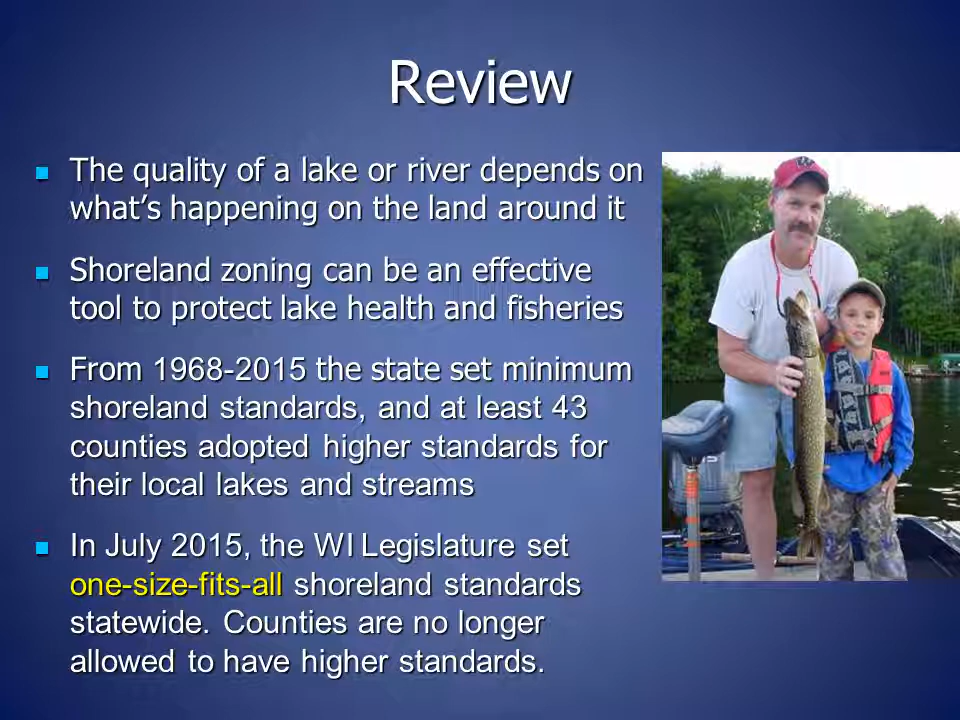 Review
The quality of a lake or river depends on
what’s happening on the land around it
Shoreland zoning can be an effective
tool to protect lake health and fisheries
From 1968-2015 the state set minimum
shoreland standards, and at least 43
counties adopted higher standards for
their local lakes and streams
In July 2015, the WI Legislature set
one-size-fits-all shoreland standards
statewide. Counties are no longer
allowed to have higher standards.